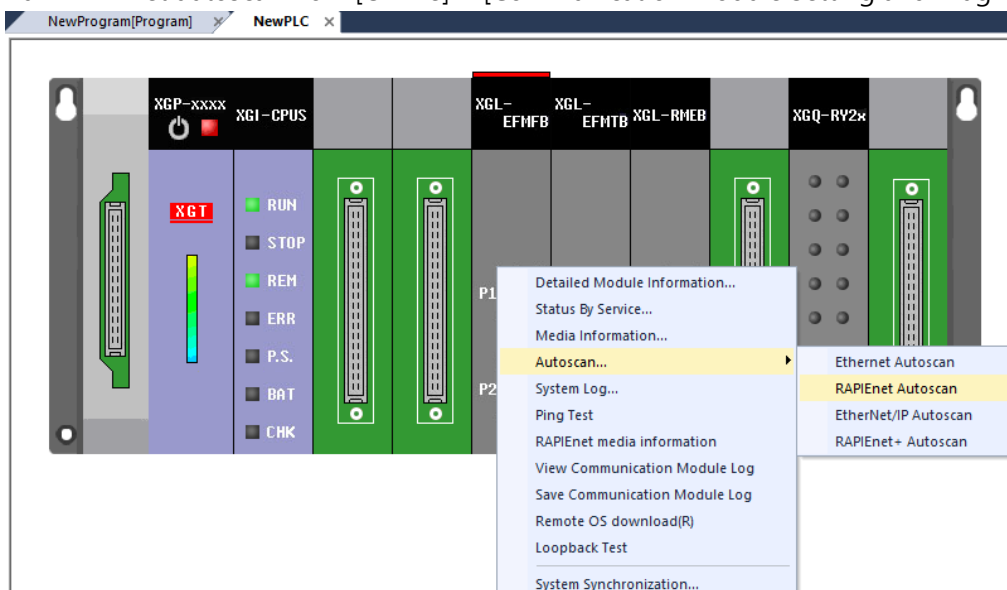 NewProgram[Program] × NewPLC ×
XGP-xxxx XGI-CPUS XGL-EFMFB XGL-EFMTB XGL-RMEB XGQ-RY2x
XGT
RUN
STOP
REM
ERR
P.S.
BAT
CHK
P1
P2
Detailed Module Information...
Status By Service...
Media Information...
Autoscan...
System Log...
Ping Test
RAPIEnet media information
View Communication Module Log
Save Communication Module Log
Remote OS download(R)
Loopback Test
System Synchronization...
Ethernet Autoscan
RAPIEnet Autoscan
EtherNet/IP Autoscan
RAPIEnet+ Autoscan